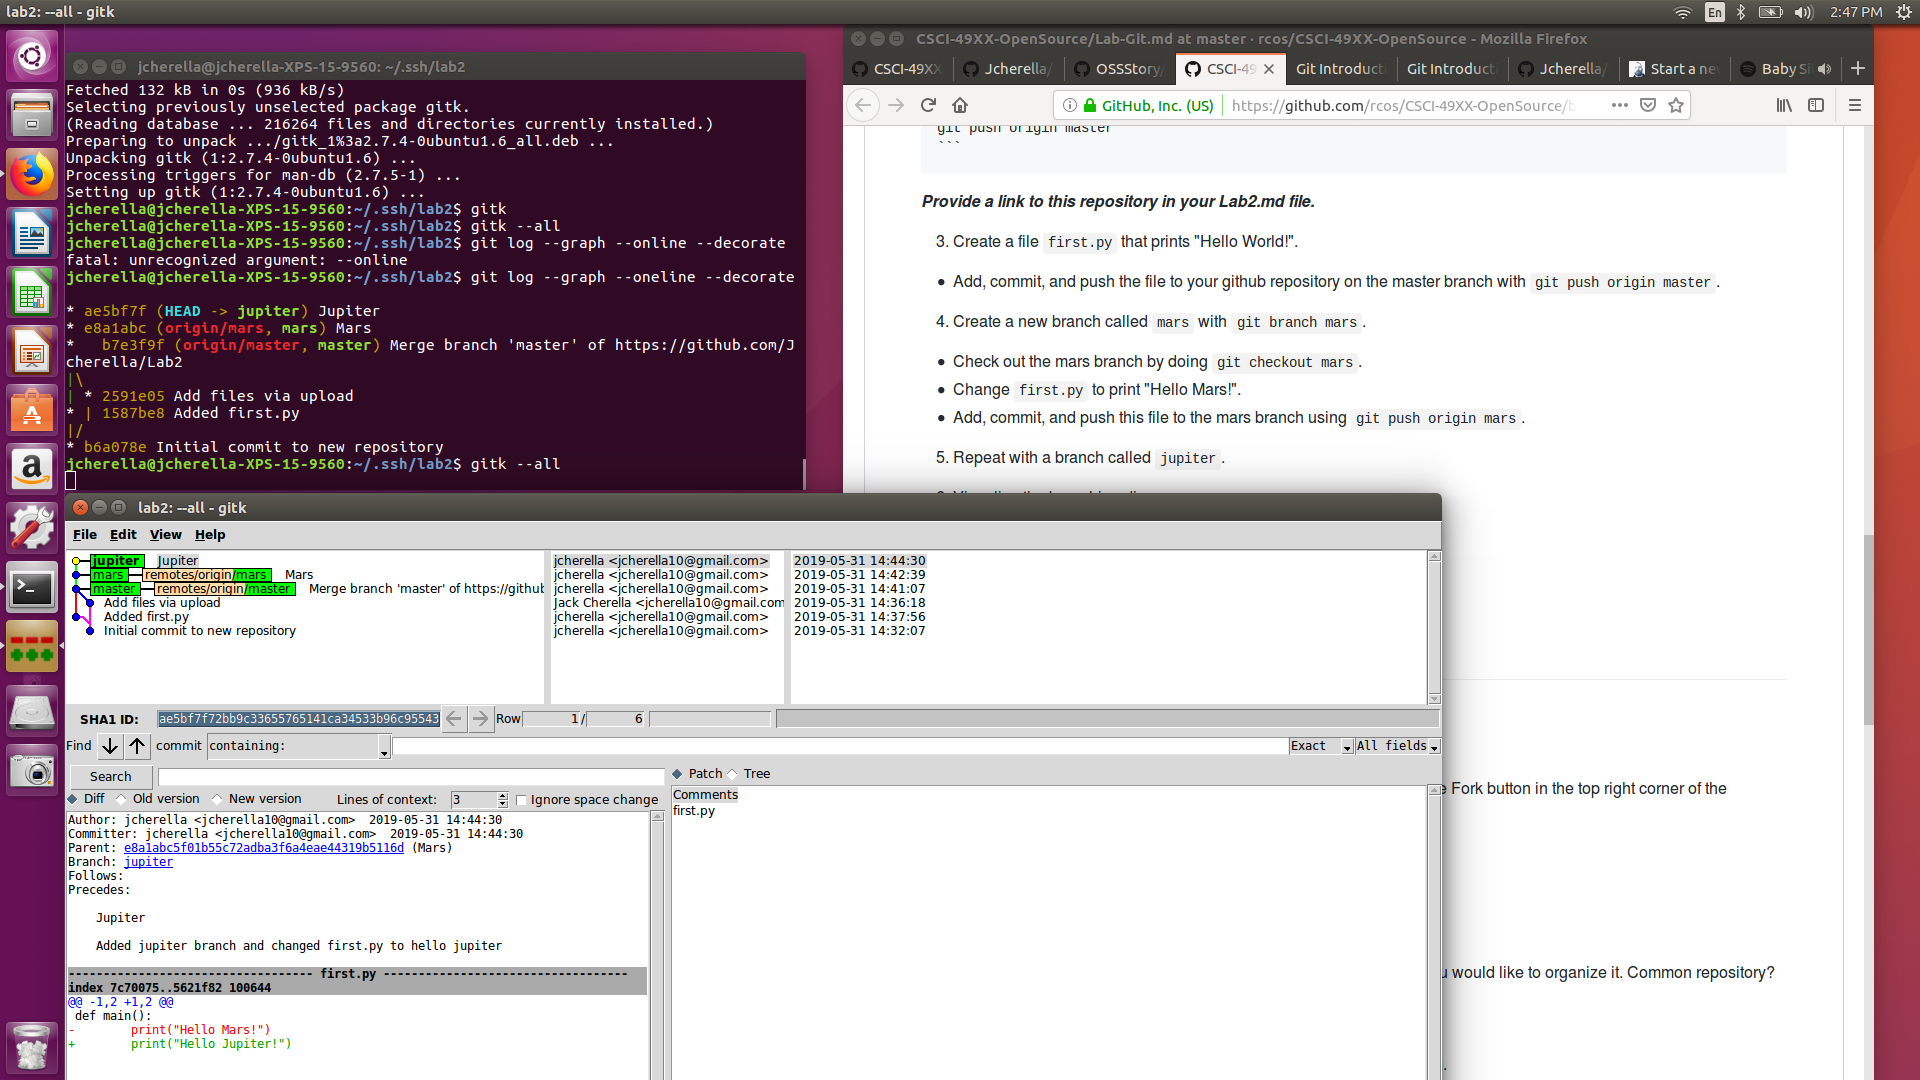 lab2: --all - gitk
En
2:47 PM
jcherella@jcherella-XPS-15-9560: ~/.ssh/lab2
Fetched 132 kB in 0s (936 kB/s)
Selecting previously unselected package gitk.
(Reading database ... 216264 files and directories currently installed.)
Preparing to unpack .../gitk_1%3a2.7.4-0ubuntu1.6_all.deb ...
Unpacking gitk (1:2.7.4-0ubuntu1.6) ...
Processing triggers for man-db (2.7.5-1) ...
Setting up gitk (1:2.7.4-0ubuntu1.6) ...
jcherella@jcherella-XPS-15-9560:~/.ssh/lab2$ gitk
jcherella@jcherella-XPS-15-9560:~/.ssh/lab2$ gitk --all
jcherella@jcherella-XPS-15-9560:~/.ssh/lab2$ git log --graph --online --decorate
fatal: unrecognized argument: --online
jcherella@jcherella-XPS-15-9560:~/.ssh/lab2$ git log --graph --oneline --decorate
* ae5bf7f (HEAD -> jupiter) Jupiter
* e8a1abc (origin/mars, mars) Mars
*   b7e3f9f (origin/master, master) Merge branch 'master' of https://github.com/J
cherella/Lab2
|\
| * 2591e05 Add files via upload
* | 1587be8 Added first.py
|/
* b6a078e Initial commit to new repository
jcherella@jcherella-XPS-15-9560:~/.ssh/lab2$ gitk --all
CSCI-49XX-OpenSource/Lab-Git.md at master · rcos/CSCI-49XX-OpenSource - Mozilla Firefox
CSCI-49XX
Jcherella/
OSSStory
CSCI-49
Git Introducti
Git Introducti
Jcherella/
Start a ne
Baby S
GitHub, Inc. (US)
https://github.com/rcos/CSCI-49XX-OpenSource/b
git push origin master
```
Provide a link to this repository in your Lab2.md file.
3. Create a file first.py that prints "Hello World!".
• Add, commit, and push the file to your github repository on the master branch with git push origin master .
4. Create a new branch called mars with git branch mars .
• Check out the mars branch by doing git checkout mars .
• Change first.py to print "Hello Mars!".
• Add, commit, and push this file to the mars branch using git push origin mars .
5. Repeat with a branch called jupiter .
e Fork button in the top right corner of the
u would like to organize it. Common repository?
.
lab2: --all - gitk
File Edit View Help
jupiter Jupiter jcherella <jcherella10@gmail.com> 2019-05-31 14:44:30
mars remotes/origin/mars Mars jcherella <jcherella10@gmail.com> 2019-05-31 14:42:39
master remotes/origin/master Merge branch 'master' of https://github jcherella <jcherella10@gmail.com> 2019-05-31 14:41:07
Add files via upload Jack Cherella <jcherella10@gmail.com 2019-05-31 14:36:18
Added first.py jcherella <jcherella10@gmail.com> 2019-05-31 14:37:56
Initial commit to new repository jcherella <jcherella10@gmail.com> 2019-05-31 14:32:07
SHA1 ID: ae5bf7f72bb9c33655765141ca34533b96c95543 Row 1 / 6
Find commit containing: Exact All fields
Search
Diff Old version New version Lines of context: 3 Ignore space change
Patch Tree
Comments
first.py
Author: jcherella <jcherella10@gmail.com>  2019-05-31 14:44:30
Committer: jcherella <jcherella10@gmail.com>  2019-05-31 14:44:30
Parent: e8a1abc5f01b55c72adba3f6a4eae44319b5116d (Mars)
Branch: jupiter
Follows:
Precedes:
Jupiter
Added jupiter branch and changed first.py to hello jupiter
----------------------------------- first.py -----------------------------------
index 7c70075..5621f82 100644
@@ -1,2 +1,2 @@
def main():
-        print("Hello Mars!")
+        print("Hello Jupiter!")